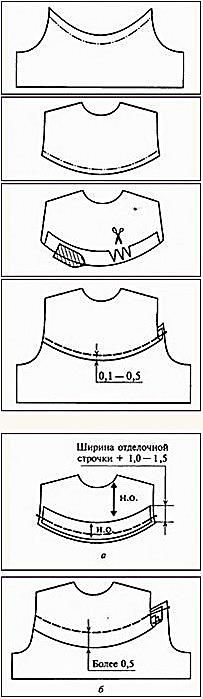 0,1—0,5
Ширина отделочной
строчки + 1,0—1,5
н.о.
н.о
а
Более 0,5
б